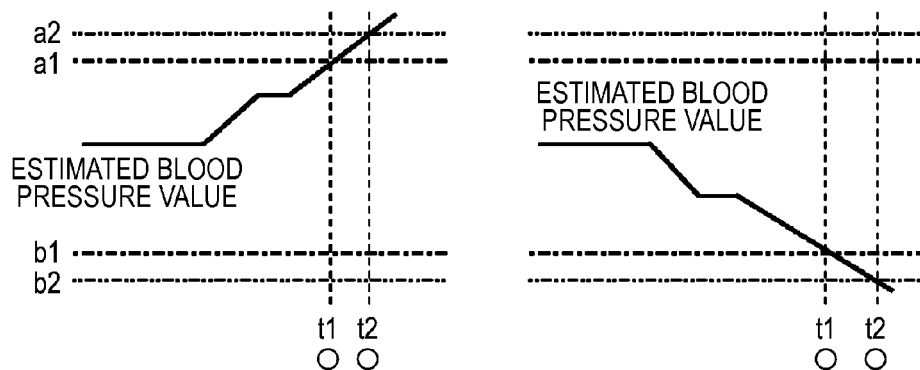 a2
a1
ESTIMATED BLOOD
PRESSURE VALUE
b1
b2
t1 t2
ESTIMATED BLOOD
PRESSURE VALUE
t1 t2